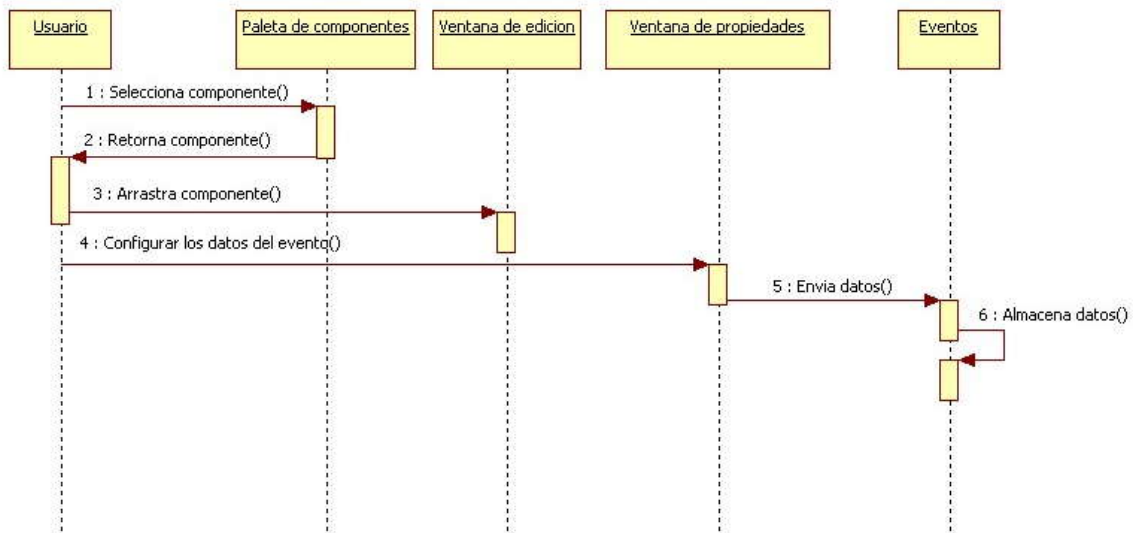 Usuario
Paleta de componentes
Ventana de edicion
Ventana de propiedades
Eventos
1 : Selecciona componente()
2 : Retorna componente()
3 : Arrastra componente()
4 : Configurar los datos del evento()
5 : Envia datos()
6 : Almacena datos()